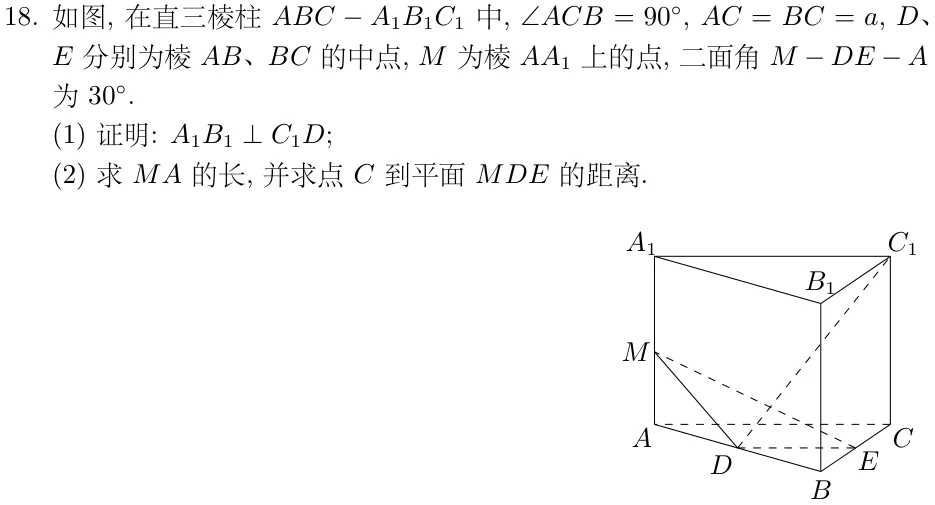 18. 如图, 在直三棱柱 ABC − A₁B₁C₁ 中, ∠ACB = 90°, AC = BC = a, D、
E 分别为棱 AB、BC 的中点, M 为棱 AA₁ 上的点, 二面角 M − DE − A
为 30°.
(1) 证明: A₁B₁ ⊥ C₁D;
(2) 求 MA 的长, 并求点 C 到平面 MDE 的距离.
A₁
C₁
B₁
M
A
C
D
E
B